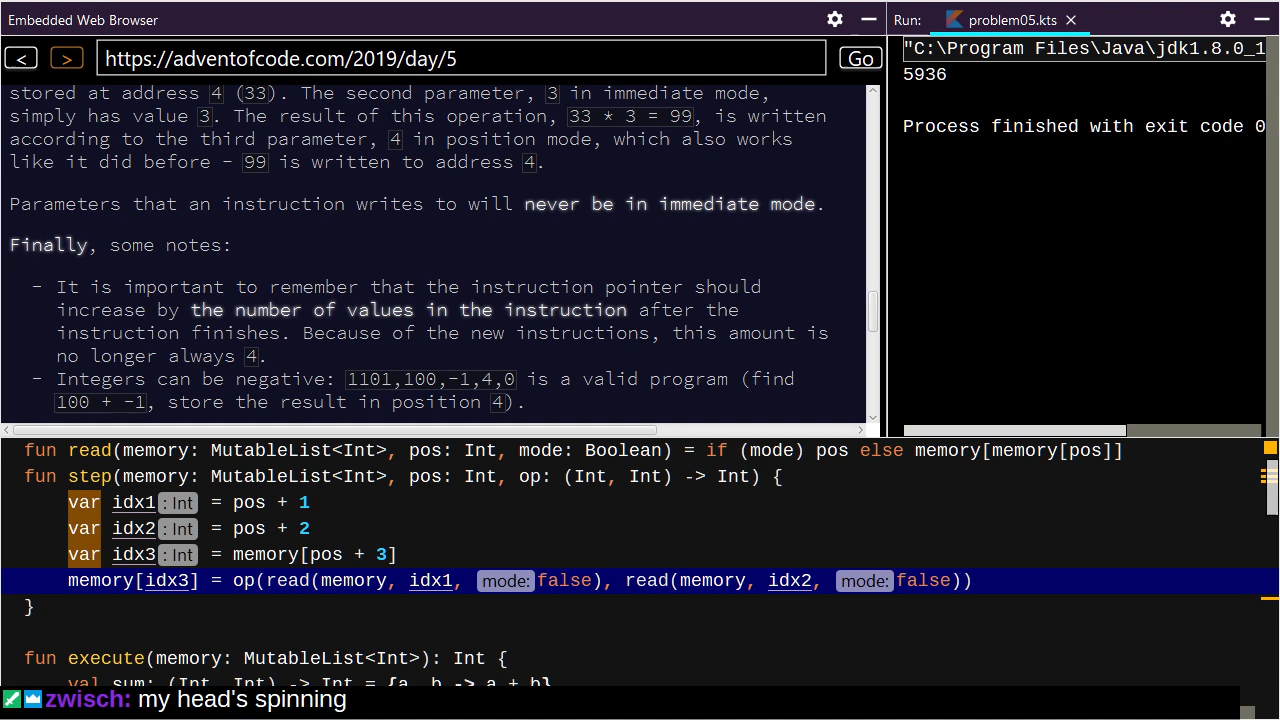 Embedded Web Browser
Run: problem05.kts
< > https://adventofcode.com/2019/day/5 Go
stored at address 4 (33). The second parameter, 3 in immediate mode,
simply has value 3. The result of this operation, 33 * 3 = 99, is written
according to the third parameter, 4 in position mode, which also works
like it did before - 99 is written to address 4.
Parameters that an instruction writes to will never be in immediate mode.
Finally, some notes:
- It is important to remember that the instruction pointer should
increase by the number of values in the instruction after the
instruction finishes. Because of the new instructions, this amount is
no longer always 4.
- Integers can be negative: 1101,100,-1,4,0 is a valid program (find
100 + -1, store the result in position 4).
"C:\Program Files\Java\jdk1.8.0_1
5936
Process finished with exit code 0
fun read(memory: MutableList<Int>, pos: Int, mode: Boolean) = if (mode) pos else memory[memory[pos]]
fun step(memory: MutableList<Int>, pos: Int, op: (Int, Int) -> Int) {
var idx1 : Int = pos + 1
var idx2 : Int = pos + 2
var idx3 : Int = memory[pos + 3]
memory[idx3] = op(read(memory, idx1, mode: false), read(memory, idx2, mode: false))
}
fun execute(memory: MutableList<Int>): Int {
val sum: (Int, Int) -> Int = {a, b -> a + b}
zwisch: my head's spinning